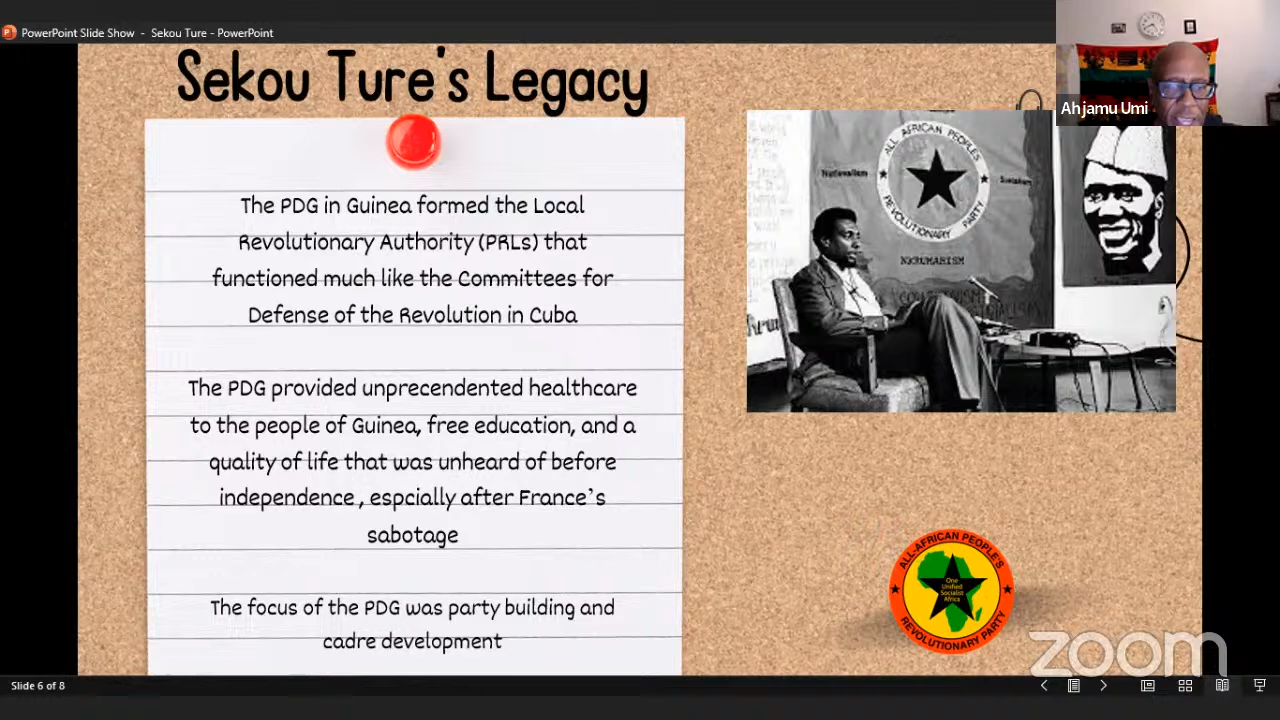 PowerPoint Slide Show - Sekou Ture - PowerPoint
Sekou Ture's Legacy
Ahjamu Umi
The PDG in Guinea formed the Local
Revolutionary Authority (PRLs) that
functioned much like the Committees for
Defense of the Revolution in Cuba
The PDG provided unprecendented healthcare
to the people of Guinea, free education, and a
quality of life that was unheard of before
independence , espcially after France's
sabotage
The focus of the PDG was party building and
cadre development
ALL AFRICAN PEOPLE'S
REVOLUTIONARY PARTY
Nationalism
NKRUMAHISM
ALL-AFRICAN PEOPLE'S
One
Unified
Socialist
Africa
REVOLUTIONARY PARTY
zoom
Slide 6 of 8